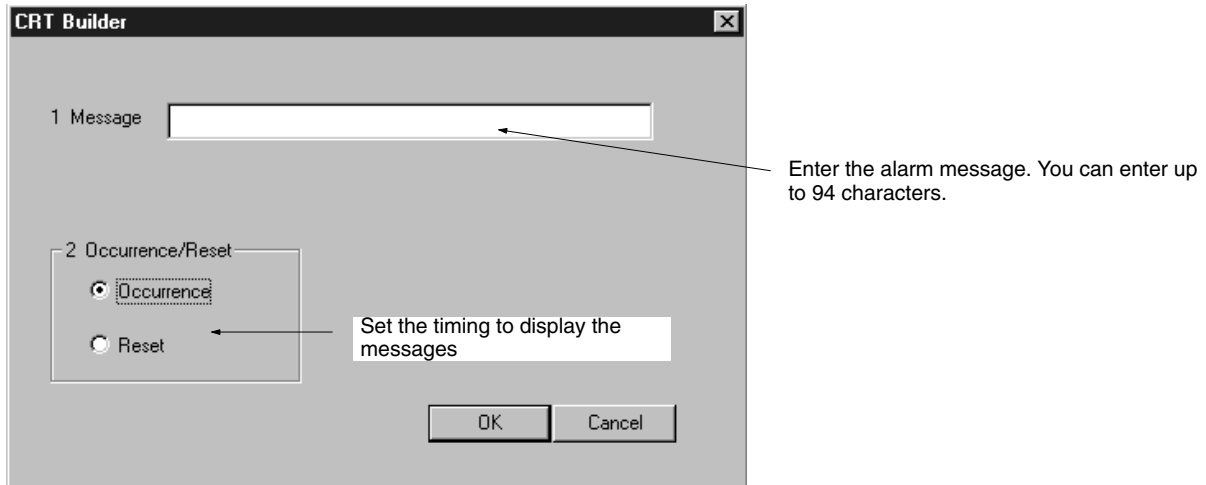 CRT Builder
1 Message
Enter the alarm message. You can enter up
to 94 characters.
2 Occurrence/Reset
Occurrence
Reset
Set the timing to display the
messages
OK
Cancel